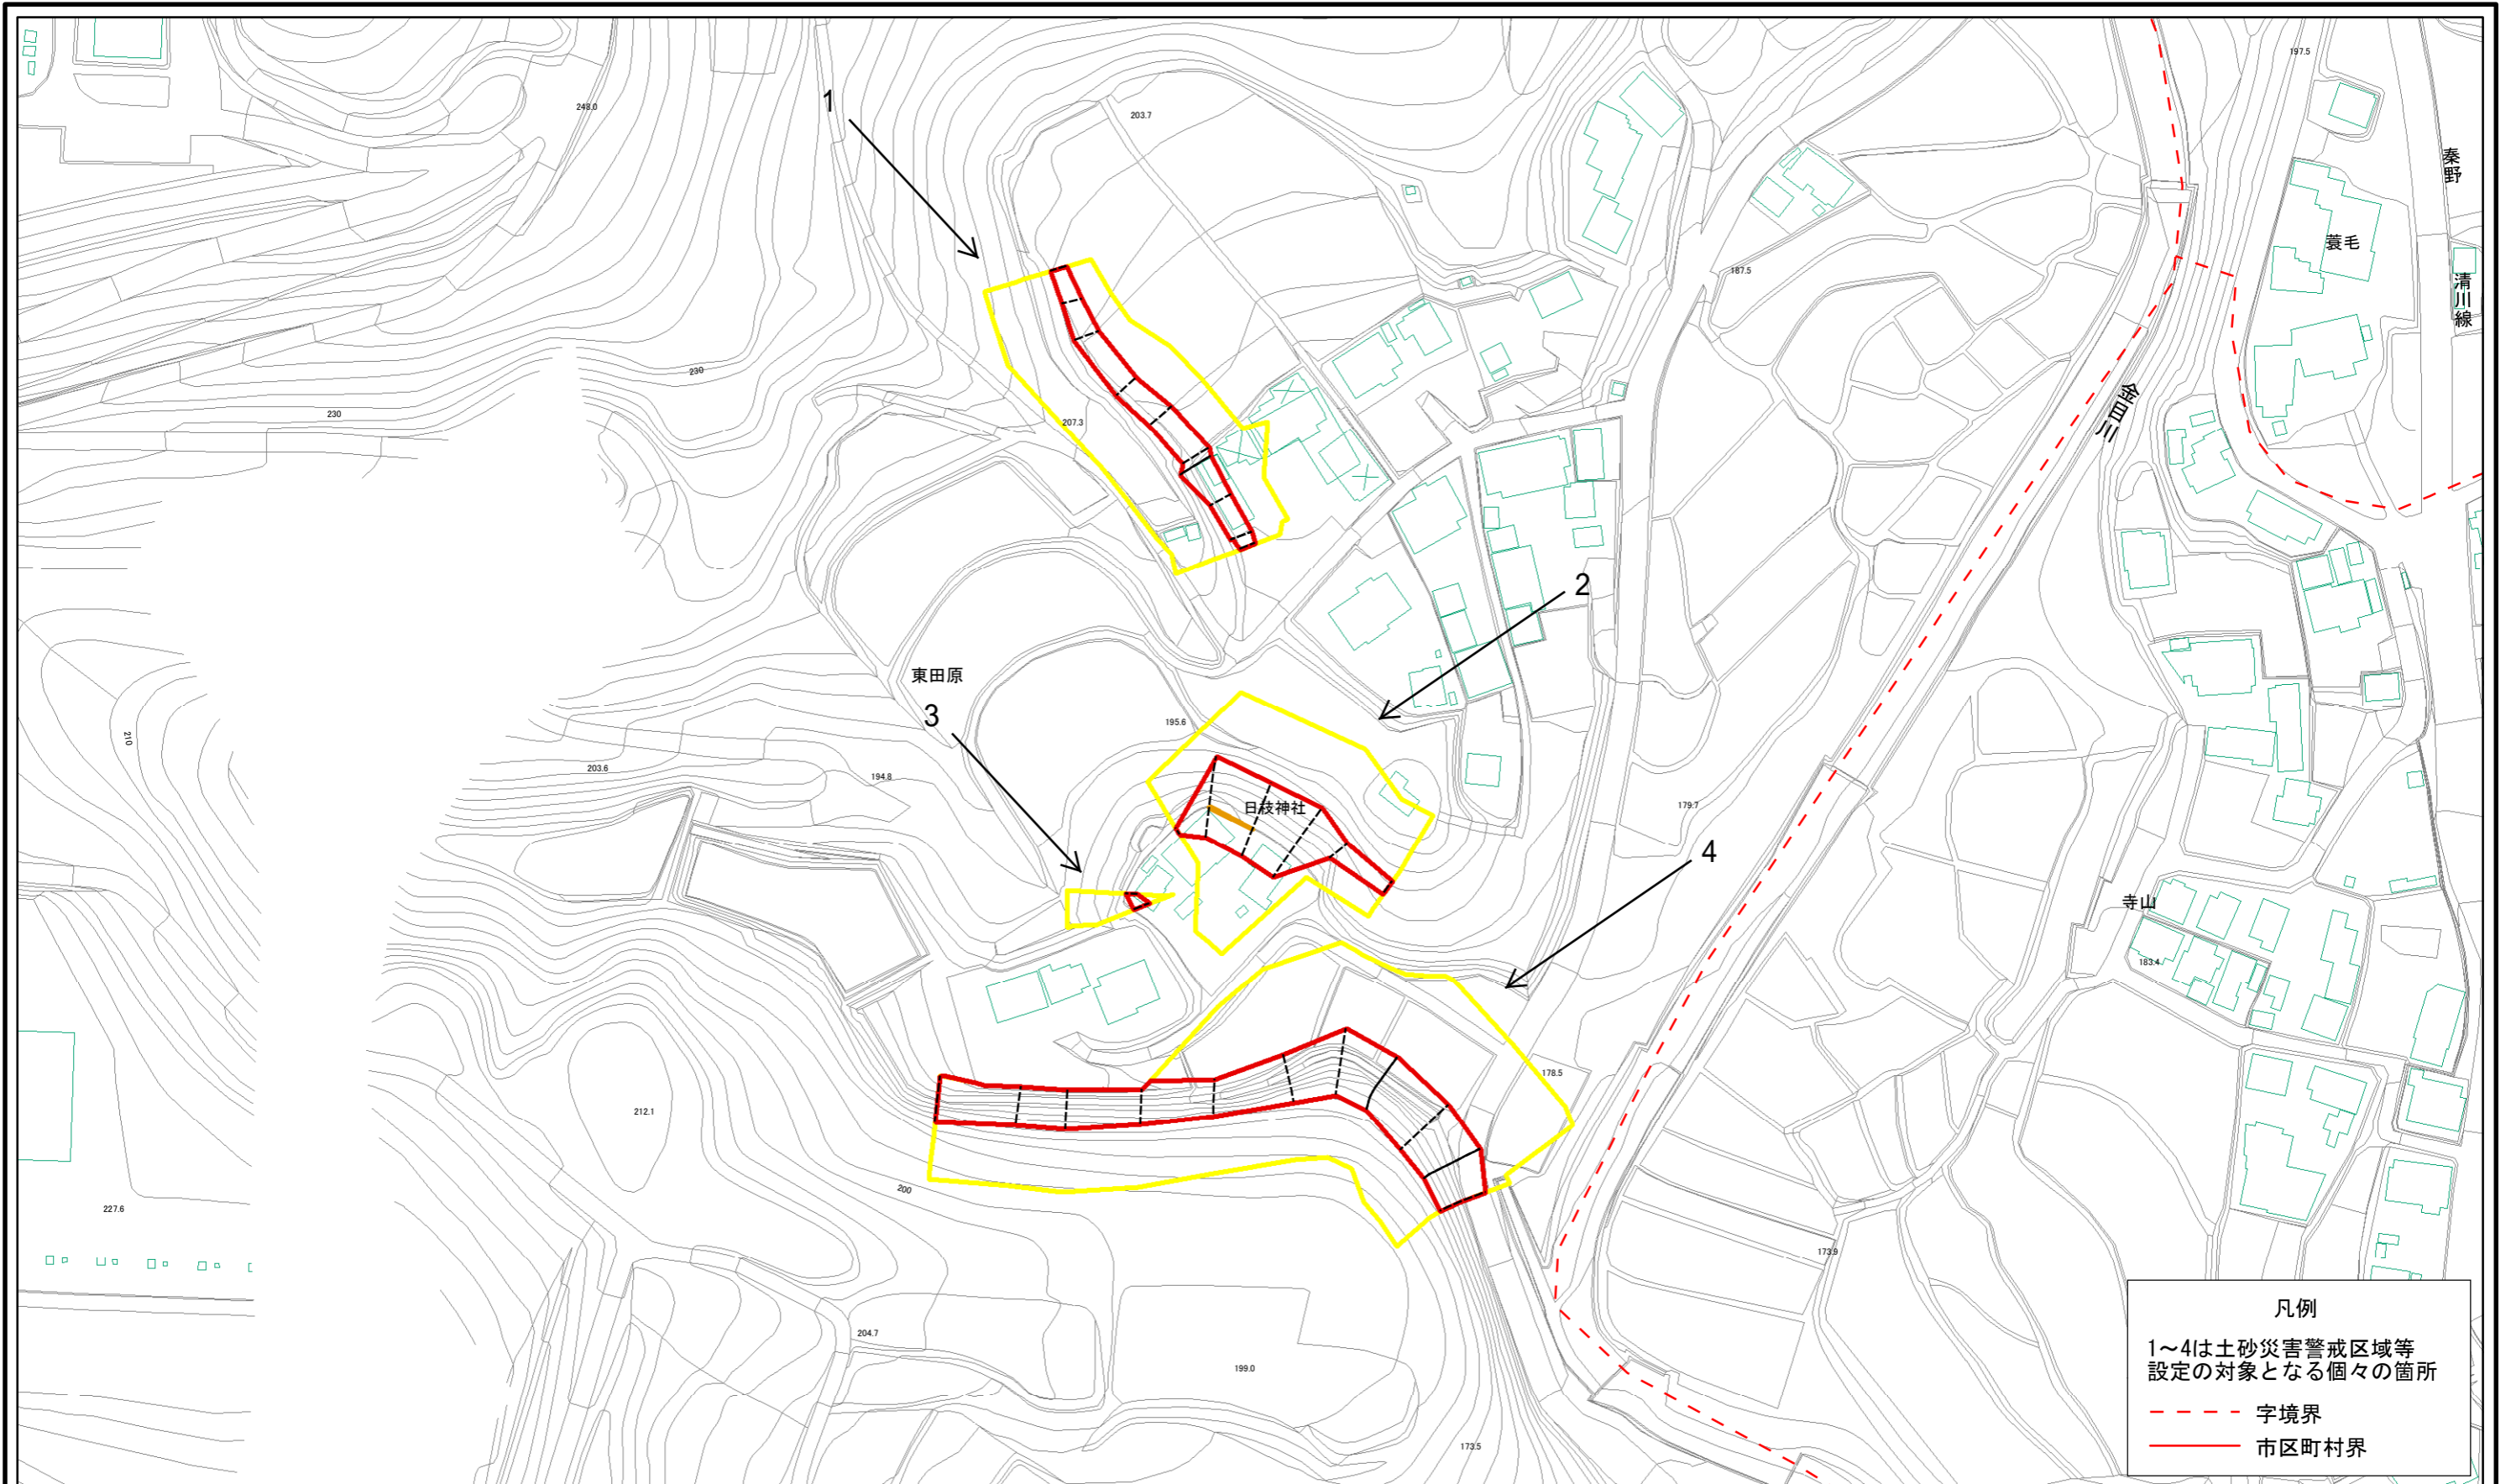 197.5
248.0
1
203.7
秦野
蓑毛
187.5
清川線
230
230
金目川
207.3
2
東田原
3
195.6
210
203.6
194.8
日枝神社
179.7
4
寺山
183.4
178.5
212.1
200
227.6
173.9
204.7
199.0
173.5
凡例
1～4は土砂災害警戒区域等
設定の対象となる個々の箇所
字境界
市区町村界